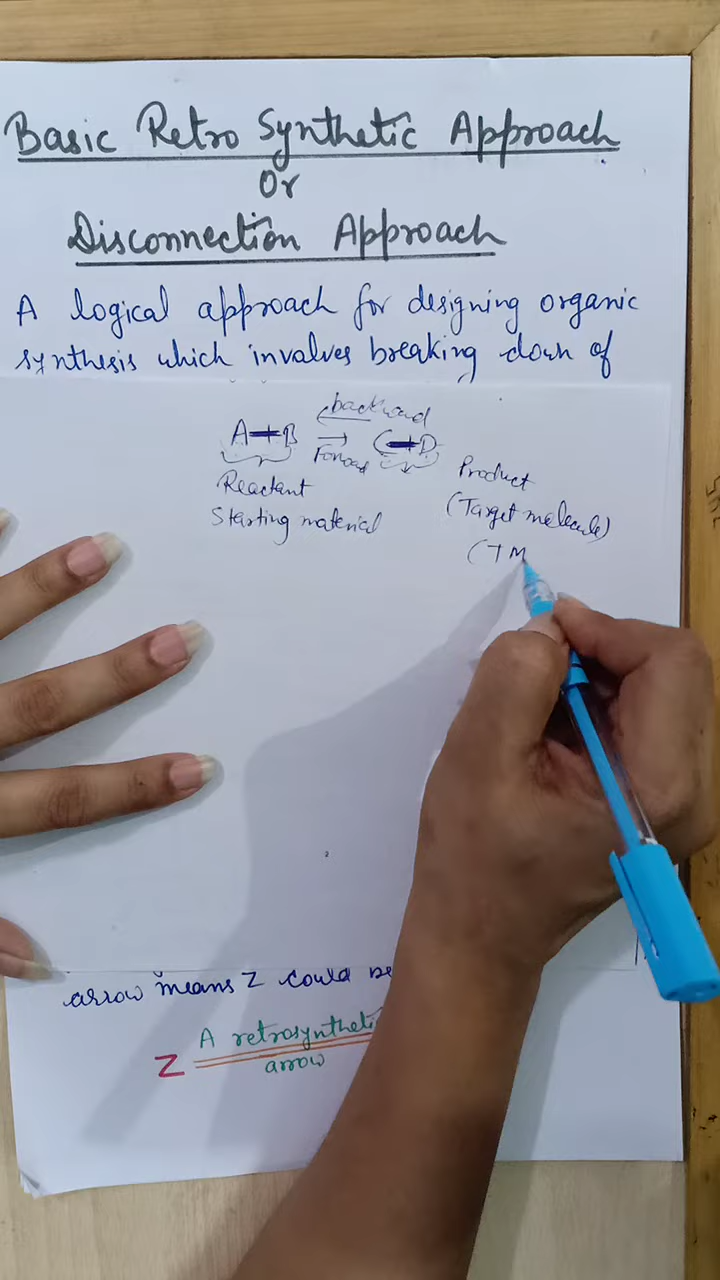 Basic Retro Synthetic Approach
Or
Disconnection Approach
A logical approach for designing organic
synthesis which involves breaking down of
backward
A+B ⇌ C+D
Forward
Product
Reactant
(Target molecule)
Starting material
(TM
arrow means Z could be
A retrosynthetic
Z
arrow